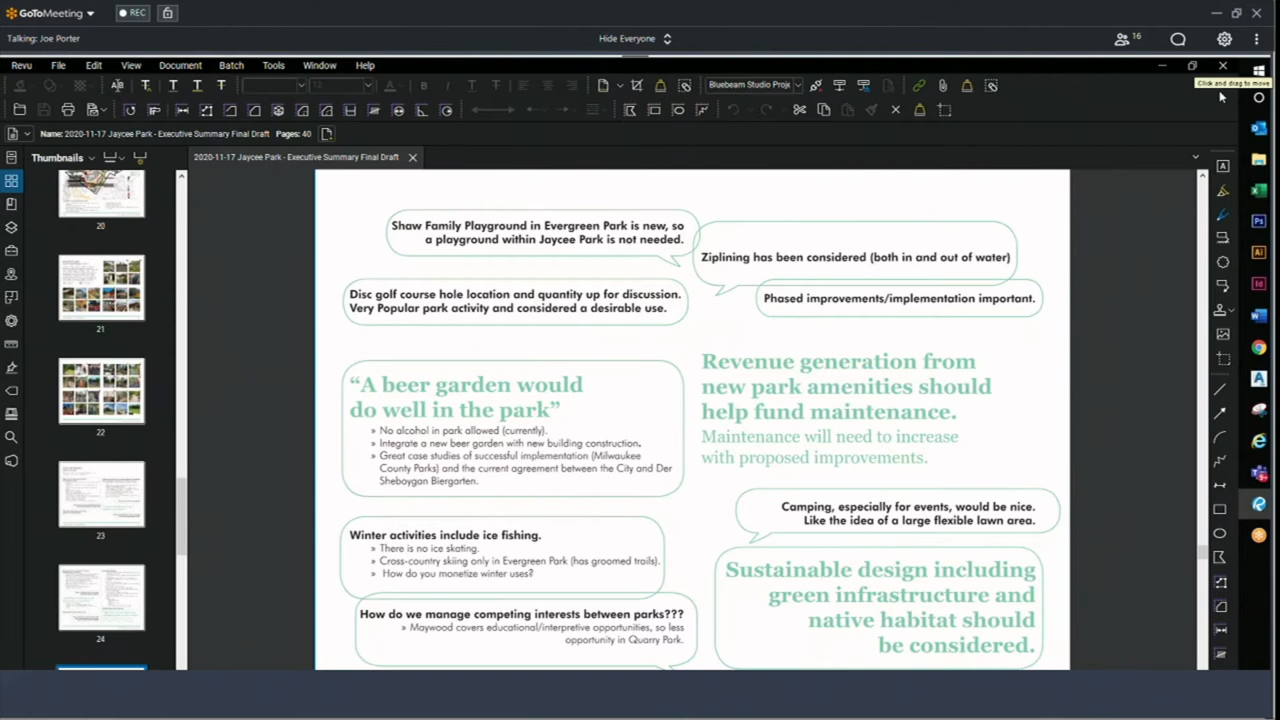 GoToMeeting
REC
Talking: Joe Porter
Hide Everyone
16
Revu File Edit View Document Batch Tools Window Help
Click and drag to move
12
Bluebeam Studio Proj
Name: 2020-11-17 Jaycee Park - Executive Summary Final Draft Pages: 40
Thumbnails
2020-11-17 Jaycee Park - Executive Summary Final Draft
20
21
22
23
24
Shaw Family Playground in Evergreen Park is new, so
a playground within Jaycee Park is not needed.
Ziplining has been considered (both in and out of water)
Disc golf course hole location and quantity up for discussion.
Very Popular park activity and considered a desirable use.
Phased improvements/implementation important.
“A beer garden would
do well in the park”
» No alcohol in park allowed (currently).
» Integrate a new beer garden with new building construction.
» Great case studies of successful implementation (Milwaukee
County Parks) and the current agreement between the City and Der
Sheboygan Biergarten.
Revenue generation from
new park amenities should
help fund maintenance.
Maintenance will need to increase
with proposed improvements.
Camping, especially for events, would be nice.
Like the idea of a large flexible lawn area.
Winter activities include ice fishing.
» There is no ice skating.
» Cross-country skiing only in Evergreen Park (has groomed trails).
» How do you monetize winter uses?
How do we manage competing interests between parks???
» Maywood covers educational/interpretive opportunities, so less
opportunity in Quarry Park.
Sustainable design including
green infrastructure and
native habitat should
be considered.